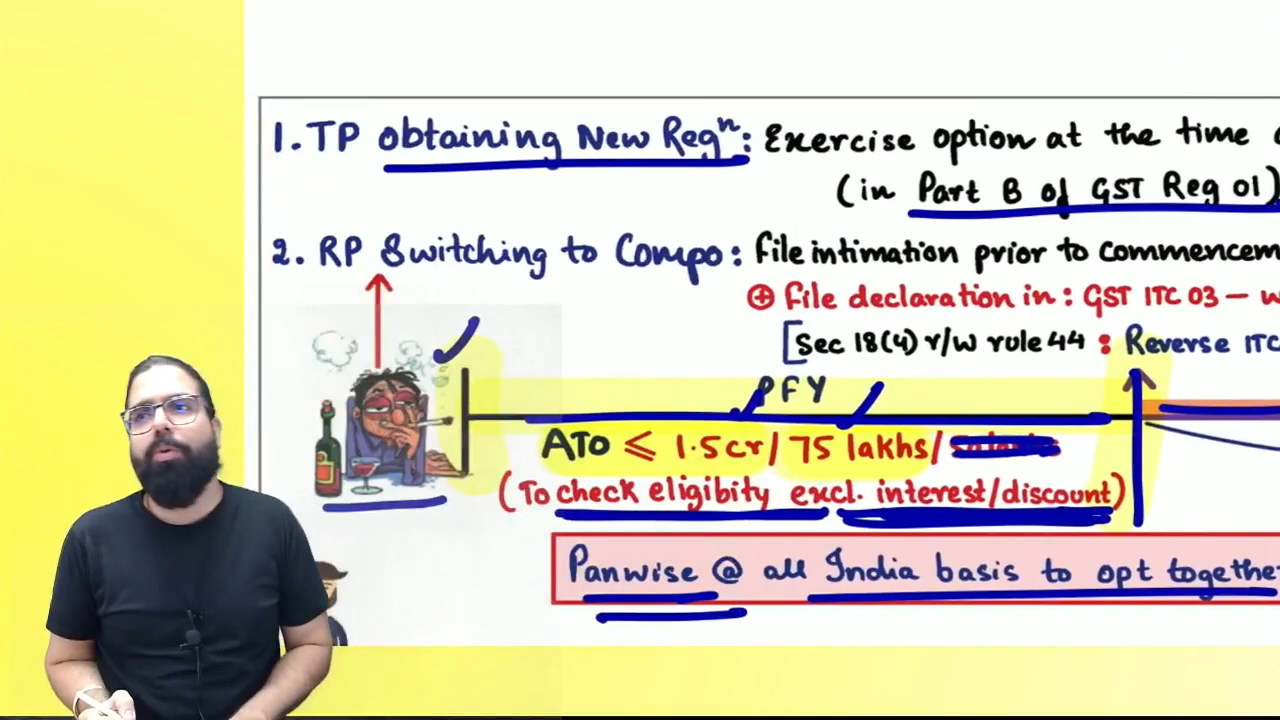 1. TP obtaining New Regⁿ: Exercise option at the time
(in Part B of GST Reg 01)
2. RP Switching to Compo: File intimation prior to commencem
⊕ File declaration in: GST ITC 03 – w
[Sec 18(4) r/w rule 44 : Reverse ITC
PFY
ATO ≤ 1.5cr/ 75 lakhs/
(To check eligibity excl. interest/discount)
Panwise @ all India basis to opt togethe